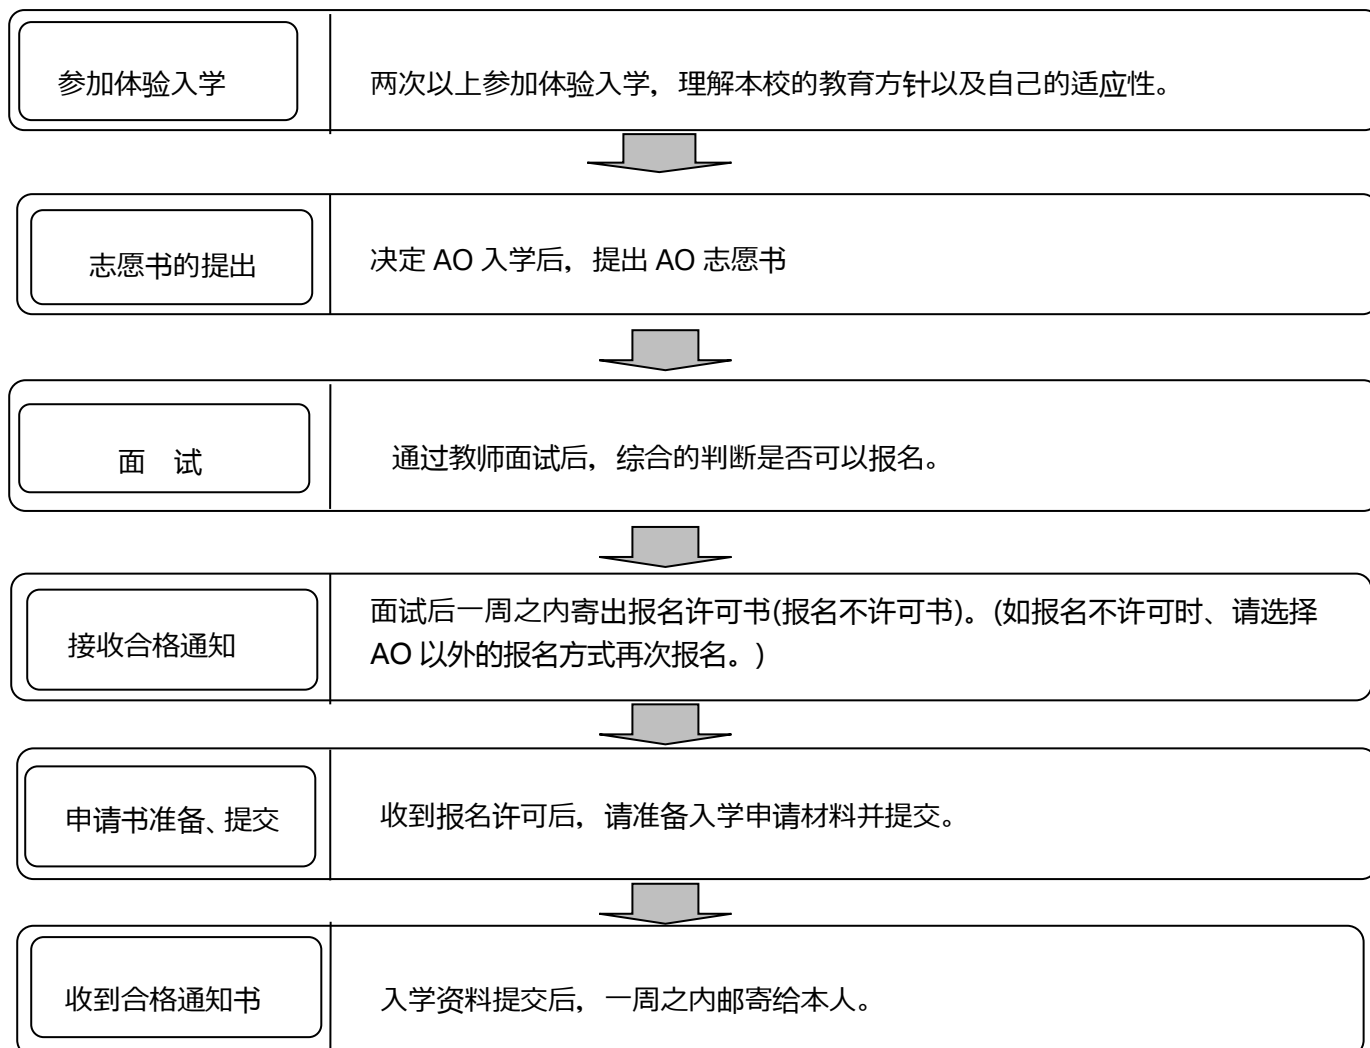 参加体验入学
两次以上参加体验入学，理解本校的教育方针以及自己的适应性。
志愿书的提出
决定 AO 入学后，提出 AO 志愿书
面　试
通过教师面试后，综合的判断是否可以报名。
接收合格通知
面试后一周之内寄出报名许可书(报名不许可书)。(如报名不许可时、请选择
AO 以外的报名方式再次报名。)
申请书准备、提交
收到报名许可后，请准备入学申请材料并提交。
收到合格通知书
入学资料提交后，一周之内邮寄给本人。